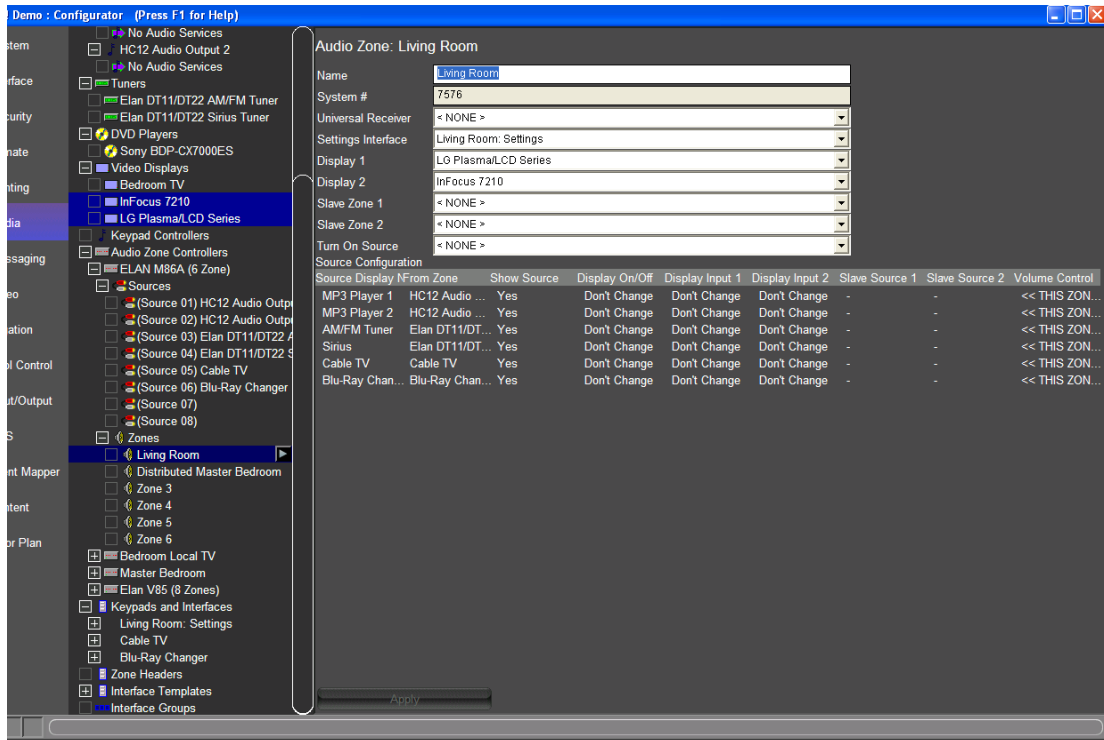 Demo : Configurator (Press F1 for Help)
stem
rface
curity
mate
hting
dia
ssaging
eo
ation
ol Control
ut/Output
S
nt Mapper
ntent
or Plan
No Audio Services
HC12 Audio Output 2
No Audio Services
Tuners
Elan DT11/DT22 AM/FM Tuner
Elan DT11/DT22 Sirius Tuner
DVD Players
Sony BDP-CX7000ES
Video Displays
Bedroom TV
InFocus 7210
LG Plasma/LCD Series
Keypad Controllers
Audio Zone Controllers
ELAN M86A (6 Zone)
Sources
(Source 01) HC12 Audio Outp
(Source 02) HC12 Audio Outp
(Source 03) Elan DT11/DT22 A
(Source 04) Elan DT11/DT22 S
(Source 05) Cable TV
(Source 06) Blu-Ray Changer
(Source 07)
(Source 08)
Zones
Living Room
Distributed Master Bedroom
Zone 3
Zone 4
Zone 5
Zone 6
Bedroom Local TV
Master Bedroom
Elan V85 (8 Zones)
Keypads and Interfaces
Living Room: Settings
Cable TV
Blu-Ray Changer
Zone Headers
Interface Templates
Interface Groups
Audio Zone: Living Room
Name Living Room
System # 7576
Universal Receiver < NONE >
Settings Interface Living Room: Settings
Display 1 LG Plasma/LCD Series
Display 2 InFocus 7210
Slave Zone 1 < NONE >
Slave Zone 2 < NONE >
Turn On Source < NONE >
Source Configuration
Source Display N From Zone Show Source Display On/Off Display Input 1 Display Input 2 Slave Source 1 Slave Source 2 Volume Control
MP3 Player 1 HC12 Audio ... Yes Don't Change Don't Change Don't Change - - << THIS ZON...
MP3 Player 2 HC12 Audio ... Yes Don't Change Don't Change Don't Change - - << THIS ZON...
AM/FM Tuner Elan DT11/DT... Yes Don't Change Don't Change Don't Change - - << THIS ZON...
Sirius Elan DT11/DT... Yes Don't Change Don't Change Don't Change - - << THIS ZON...
Cable TV Cable TV Yes Don't Change Don't Change Don't Change - - << THIS ZON...
Blu-Ray Chan... Blu-Ray Chan... Yes Don't Change Don't Change Don't Change - - << THIS ZON...
Apply